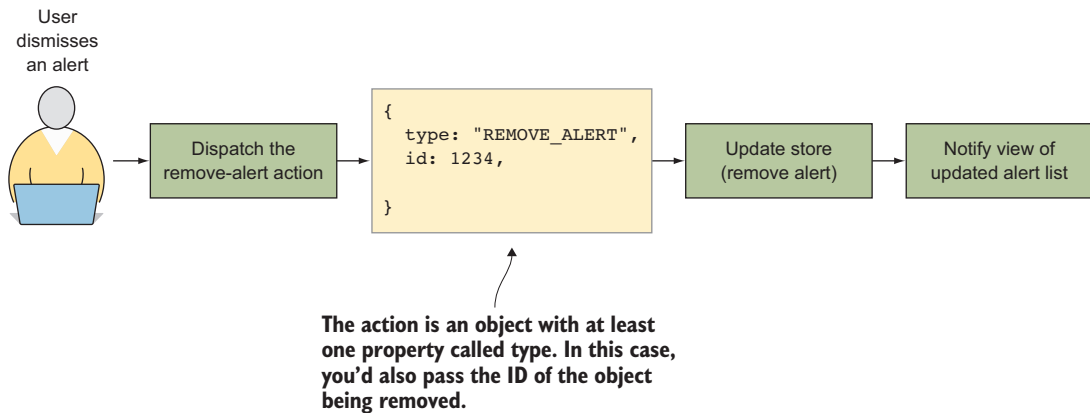 User
dismisses
an alert
Dispatch the
remove-alert action
{
type: "REMOVE_ALERT",
id: 1234,
}
Update store
(remove alert)
Notify view of
updated alert list
The action is an object with at least
one property called type. In this case,
you’d also pass the ID of the object
being removed.